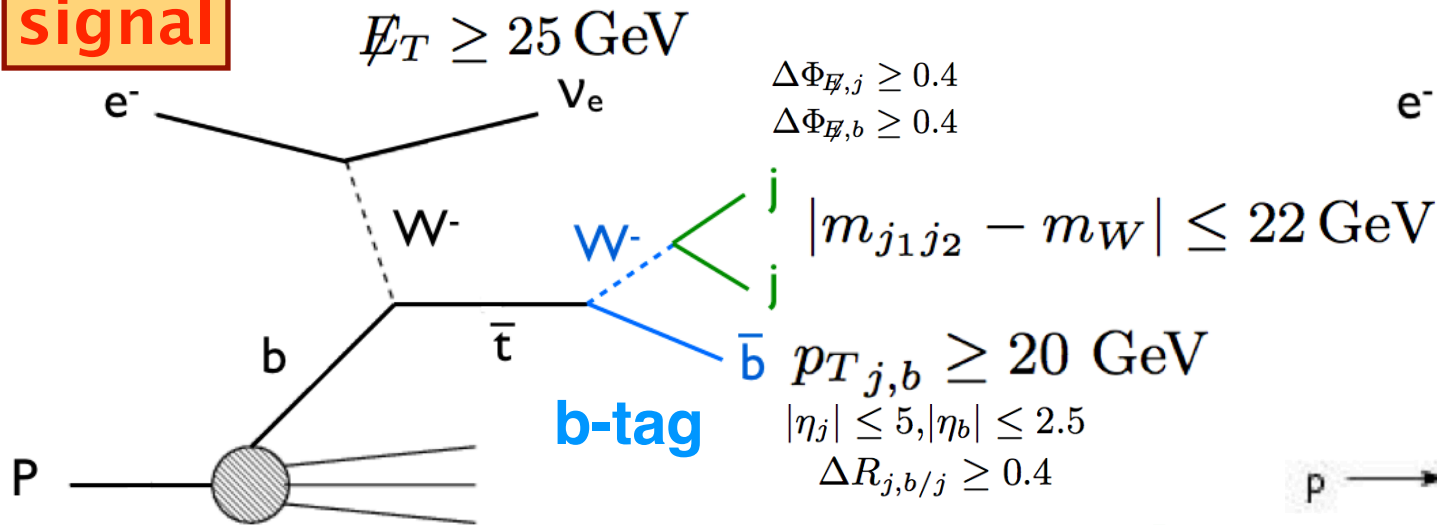 signal
E̸_T ≥ 25 GeV
ΔΦ_{E̸,j} ≥ 0.4
e- νe e-
ΔΦ_{E̸,b} ≥ 0.4
j
W- W- |m_{j₁j₂} − m_W| ≤ 22 GeV
j
b t̅ b̅ p_{T j,b} ≥ 20 GeV
b-tag |η_j| ≤ 5,|η_b| ≤ 2.5
P ΔR_{j,b/j} ≥ 0.4 p